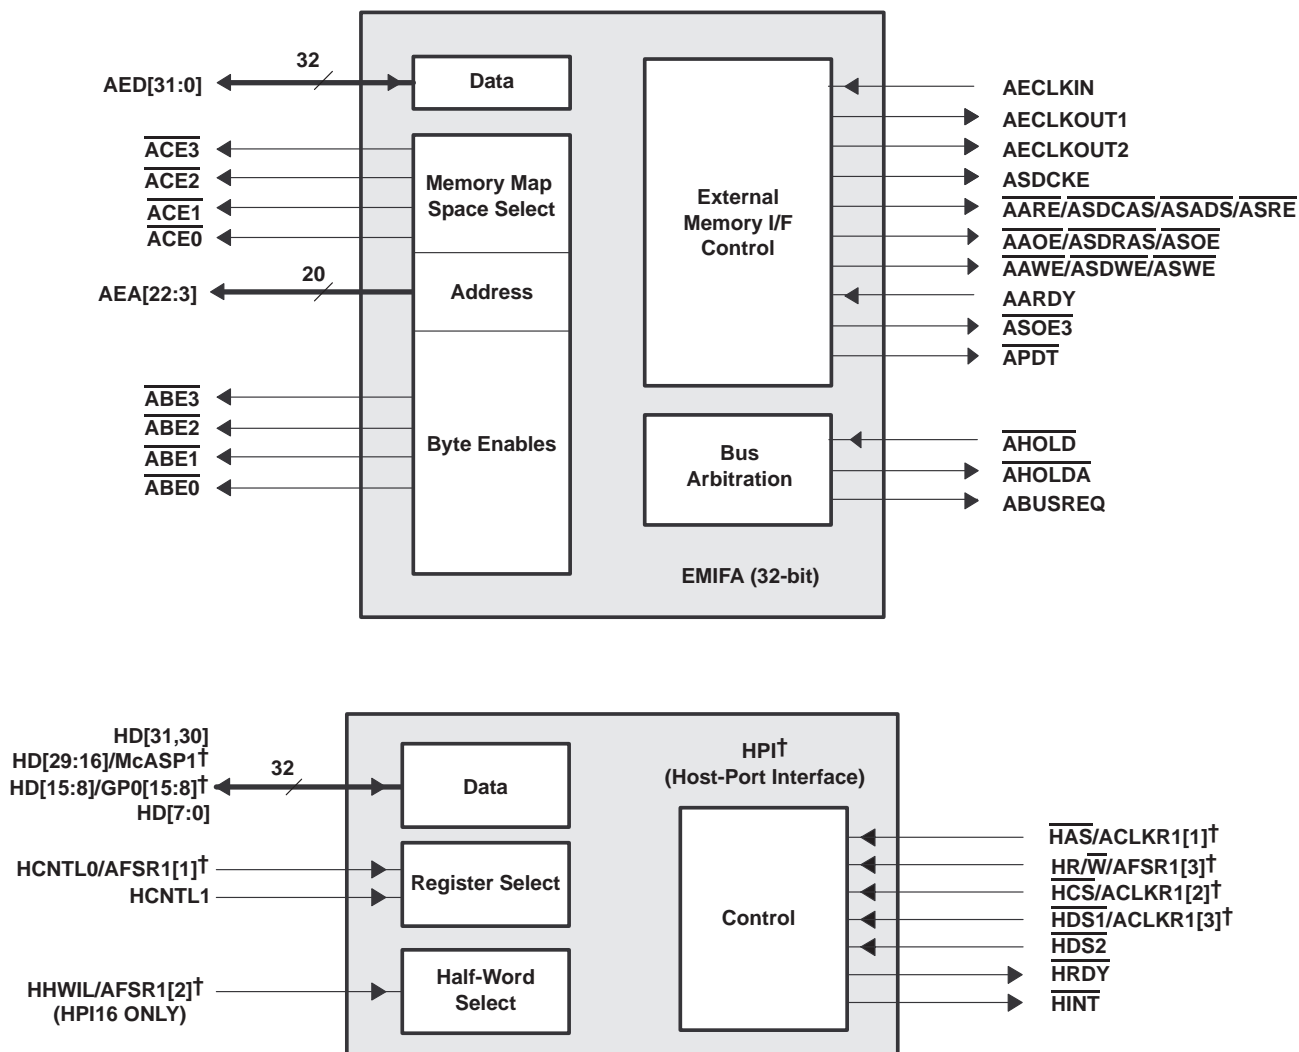 32
AED[31:0]
Data
ACE3
ACE2
ACE1
ACE0
Memory Map
Space Select
20
AEA[22:3]
Address
ABE3
ABE2
ABE1
ABE0
Byte Enables
External
Memory I/F
Control
AECLKIN
AECLKOUT1
AECLKOUT2
ASDCKE
AARE/ASDCAS/ASADS/ASRE
AAOE/ASDRAS/ASOE
AAWE/ASDWE/ASWE
AARDY
ASOE3
APDT
Bus
Arbitration
AHOLD
AHOLDA
ABUSREQ
EMIFA (32-bit)
HD[31,30]
HD[29:16]/McASP1†
HD[15:8]/GP0[15:8]†
HD[7:0]
32
Data
HPI†
(Host-Port Interface)
HCNTL0/AFSR1[1]†
HCNTL1
Register Select
HHWIL/AFSR1[2]†
(HPI16 ONLY)
Half-Word
Select
Control
HAS/ACLKR1[1]†
HR/W/AFSR1[3]†
HCS/ACLKR1[2]†
HDS1/ACLKR1[3]†
HDS2
HRDY
HINT